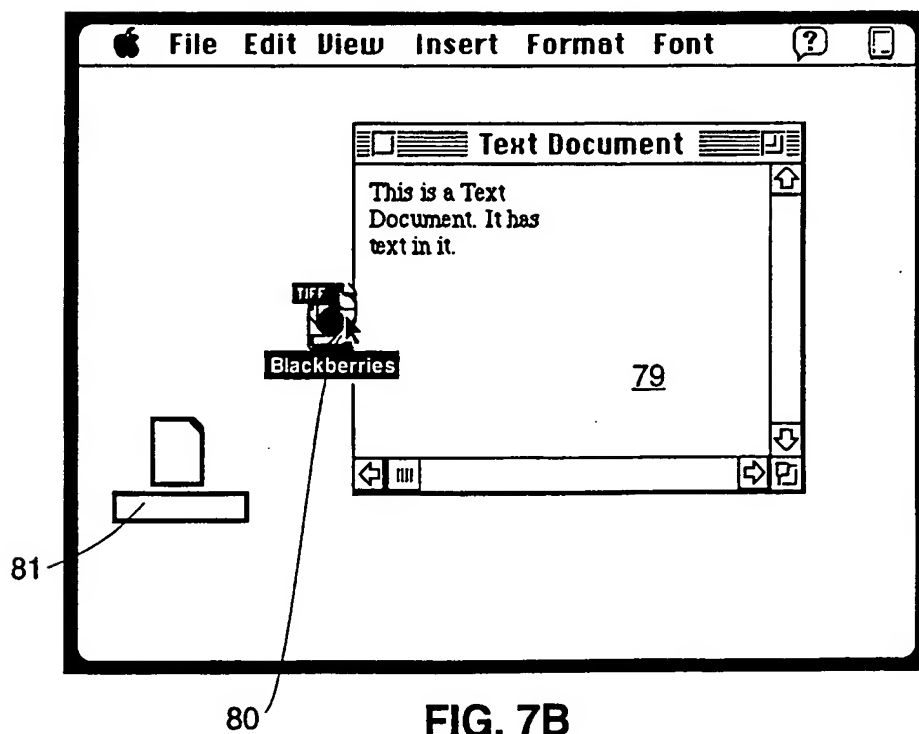 File Edit View Insert Format Font ?
Text Document
This is a Text
Document. It has
text in it.
TIFF
Blackberries
79
81
80
FIG. 7B